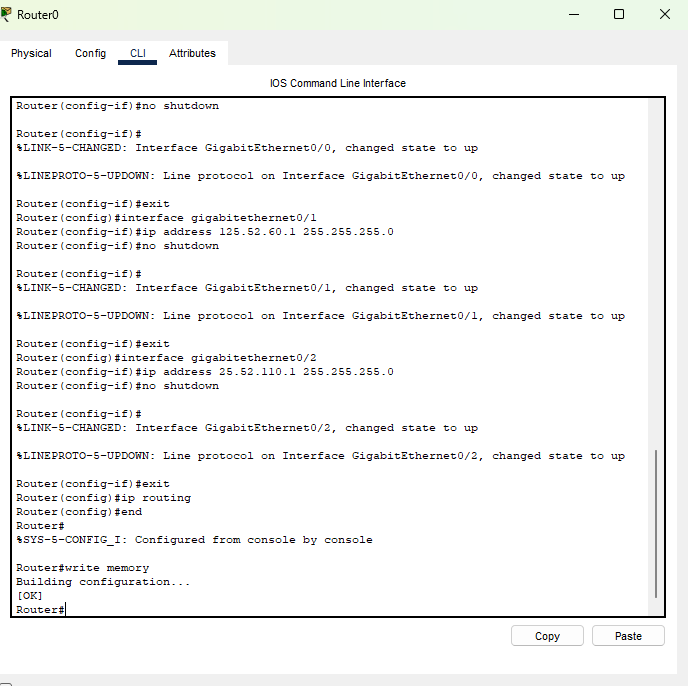 Router0
Physical Config CLI Attributes
IOS Command Line Interface
Router(config-if)#no shutdown
Router(config-if)#
%LINK-5-CHANGED: Interface GigabitEthernet0/0, changed state to up
%LINEPROTO-5-UPDOWN: Line protocol on Interface GigabitEthernet0/0, changed state to up
Router(config-if)#exit
Router(config)#interface gigabitethernet0/1
Router(config-if)#ip address 125.52.60.1 255.255.255.0
Router(config-if)#no shutdown
Router(config-if)#
%LINK-5-CHANGED: Interface GigabitEthernet0/1, changed state to up
%LINEPROTO-5-UPDOWN: Line protocol on Interface GigabitEthernet0/1, changed state to up
Router(config-if)#exit
Router(config)#interface gigabitethernet0/2
Router(config-if)#ip address 25.52.110.1 255.255.255.0
Router(config-if)#no shutdown
Router(config-if)#
%LINK-5-CHANGED: Interface GigabitEthernet0/2, changed state to up
%LINEPROTO-5-UPDOWN: Line protocol on Interface GigabitEthernet0/2, changed state to up
Router(config-if)#exit
Router(config)#ip routing
Router(config)#end
Router#
%SYS-5-CONFIG_I: Configured from console by console
Router#write memory
Building configuration...
[OK]
Router#
Copy Paste